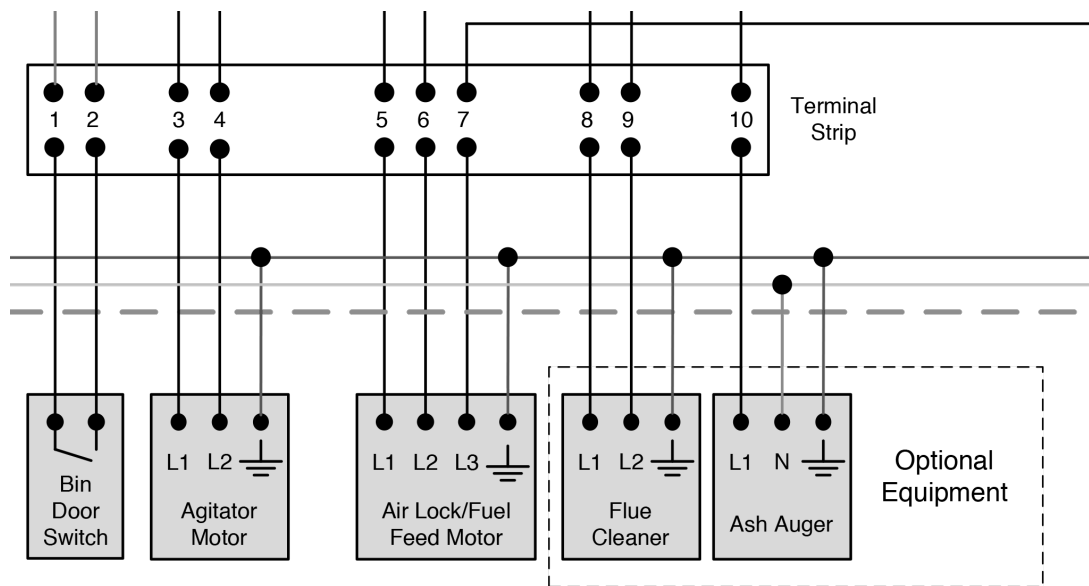 1 2 3 4 5 6 7 8 9 10
Terminal
Strip
L1 L2
L1 L2 L3
L1 L2
L1 N
Bin
Door
Switch
Agitator
Motor
Air Lock/Fuel
Feed Motor
Flue
Cleaner
Ash Auger
Optional
Equipment